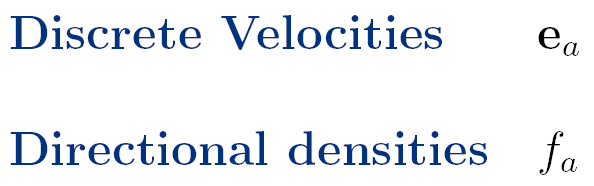 Discrete Velocities e_a
Directional densities f_a